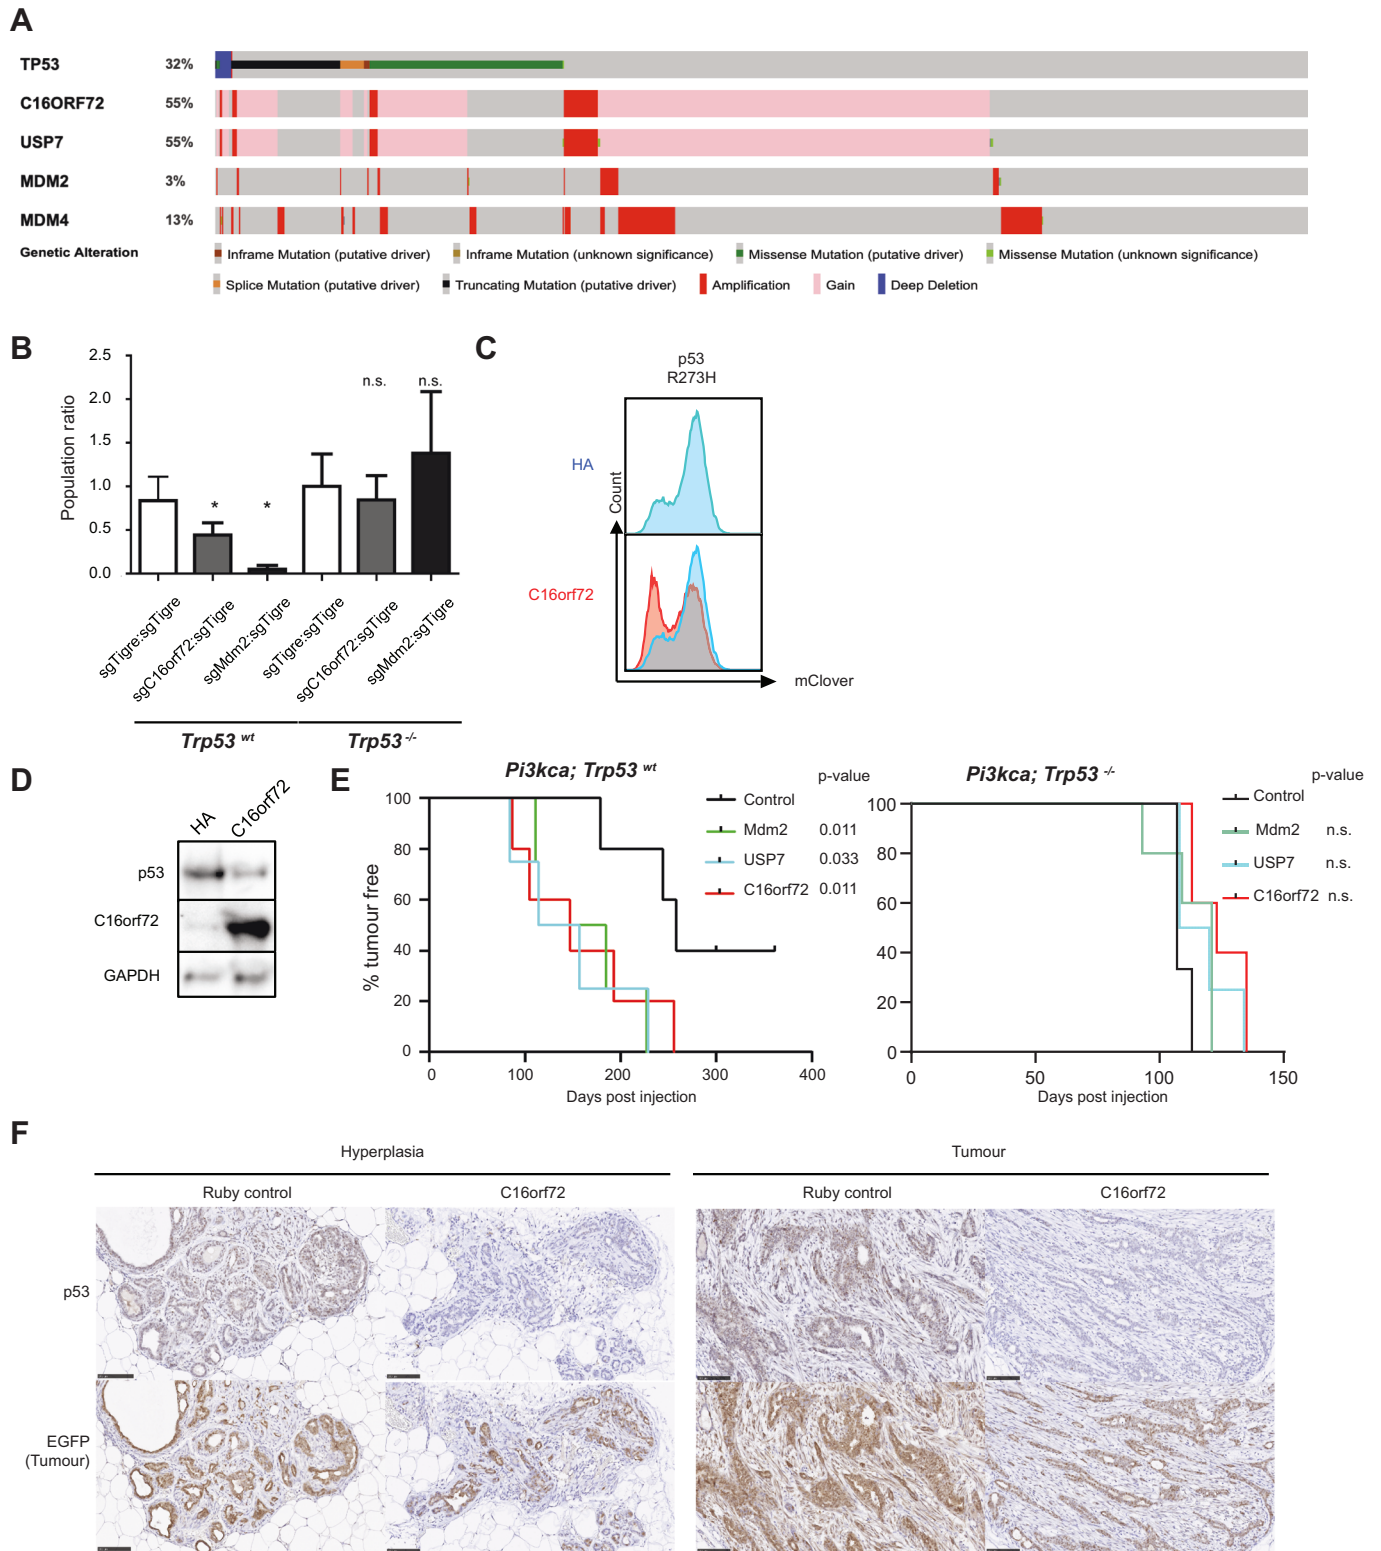 A
TP53 32%
C16ORF72 55%
USP7 55%
MDM2 3%
MDM4 13%
Genetic Alteration
Inframe Mutation (putative driver) Inframe Mutation (unknown significance) Missense Mutation (putative driver) Missense Mutation (unknown significance)
Splice Mutation (putative driver) Truncating Mutation (putative driver) Amplification Gain Deep Deletion
B
Population ratio
2.5
2.0
1.5
1.0
0.5
0.0
* * n.s. n.s.
sgTigre:sgTigre
sgC16orf72:sgTigre
sgMdm2:sgTigre
sgTigre:sgTigre
sgC16orf72:sgTigre
sgMdm2:sgTigre
Trp53 wt Trp53 -/-
C
p53
R273H
HA
Count
C16orf72
mClover
D
HA C16orf72
p53
C16orf72
GAPDH
E
Pi3kca; Trp53 wt
p-value
Control
Mdm2 0.011
USP7 0.033
C16orf72 0.011
% tumour free
100
80
60
40
20
0
0 100 200 300 400
Days post injection
Pi3kca; Trp53 -/-
p-value
Control
Mdm2 n.s.
USP7 n.s.
C16orf72 n.s.
100
80
60
40
20
0
0 50 100 150
Days post injection
F
Hyperplasia Tumour
Ruby control C16orf72 Ruby control C16orf72
p53
EGFP
(Tumour)